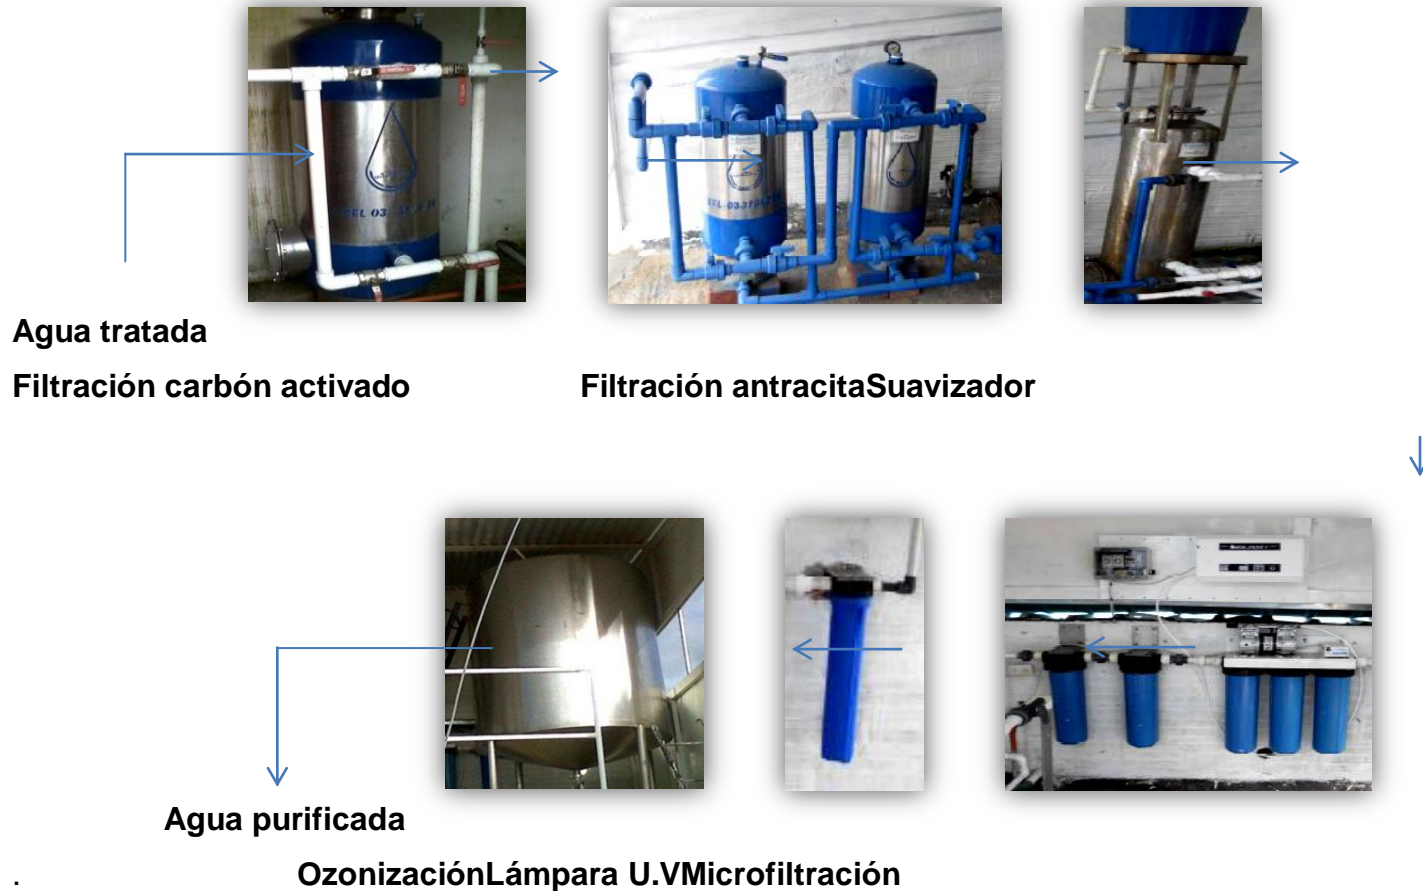 Agua tratada
Filtración carbón activado Filtración antracitaSuavizador
Agua purificada
. OzonizaciónLámpara U.VMicrofiltración